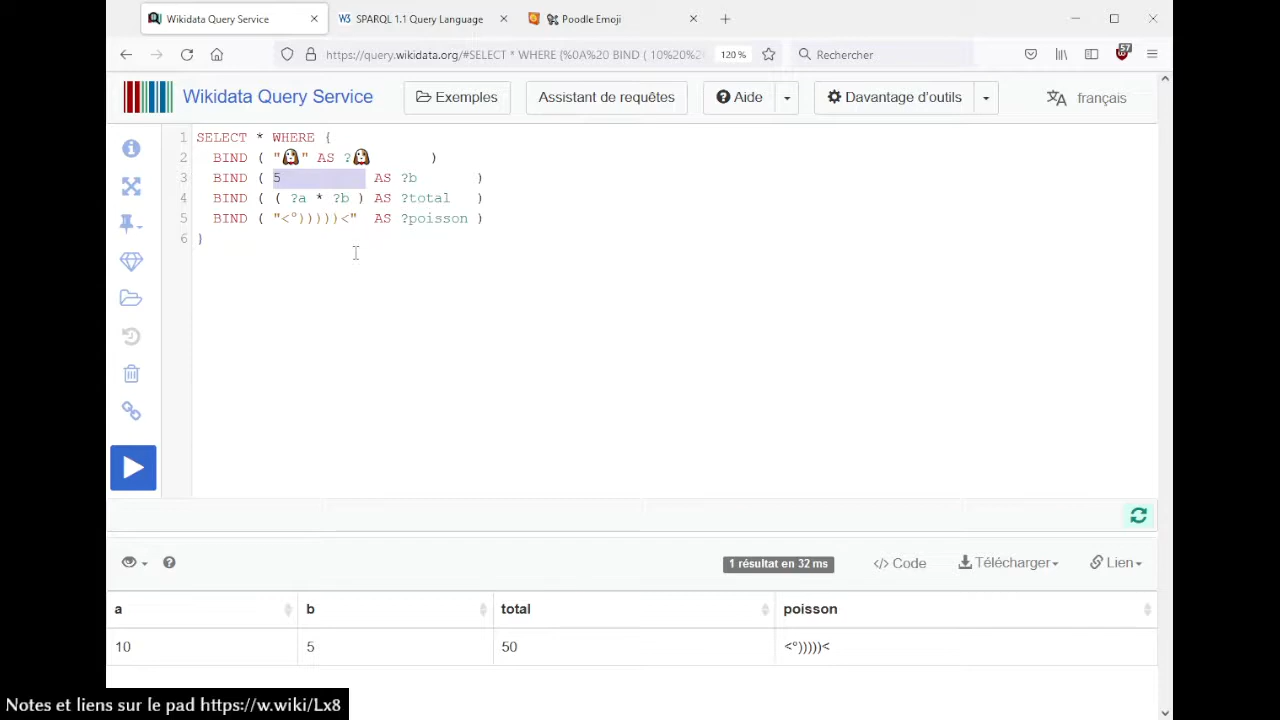 Wikidata Query Service
SPARQL 1.1 Query Language
Poodle Emoji
https://query.wikidata.org/#SELECT * WHERE {%0A%20 BIND ( 10%20%20%2
120 %
Rechercher
57
Wikidata Query Service
Exemples
Assistant de requêtes
Aide
Davantage d'outils
français
1 SELECT * WHERE {
2 BIND ( "🐶" AS ?🐶 )
3 BIND ( 5 AS ?b )
4 BIND ( ( ?a * ?b ) AS ?total )
5 BIND ( "<°)))))<" AS ?poisson )
6 }
1 résultat en 32 ms
</> Code
Télécharger
Lien
a b total poisson
10 5 50 <°)))))<
Notes et liens sur le pad https://w.wiki/Lx8